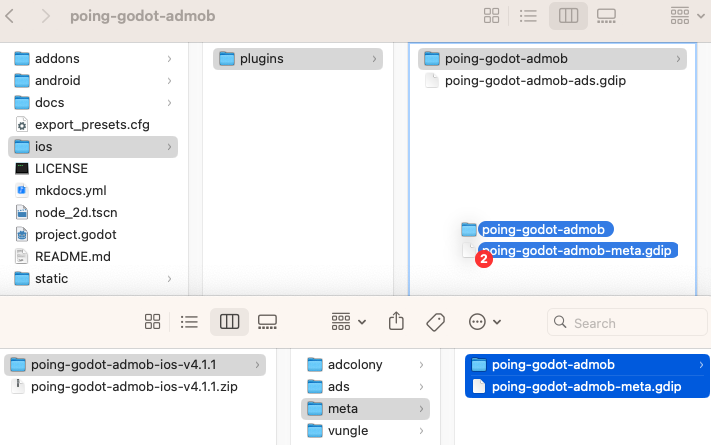 poing-godot-admob
addons
android
docs
export_presets.cfg
ios
LICENSE
mkdocs.yml
node_2d.tscn
project.godot
README.md
static
plugins
poing-godot-admob
poing-godot-admob-ads.gdip
poing-godot-admob
poing-godot-admob-meta.gdip
2
Search
poing-godot-admob-ios-v4.1.1
poing-godot-admob-ios-v4.1.1.zip
adcolony
ads
meta
vungle
poing-godot-admob
poing-godot-admob-meta.gdip